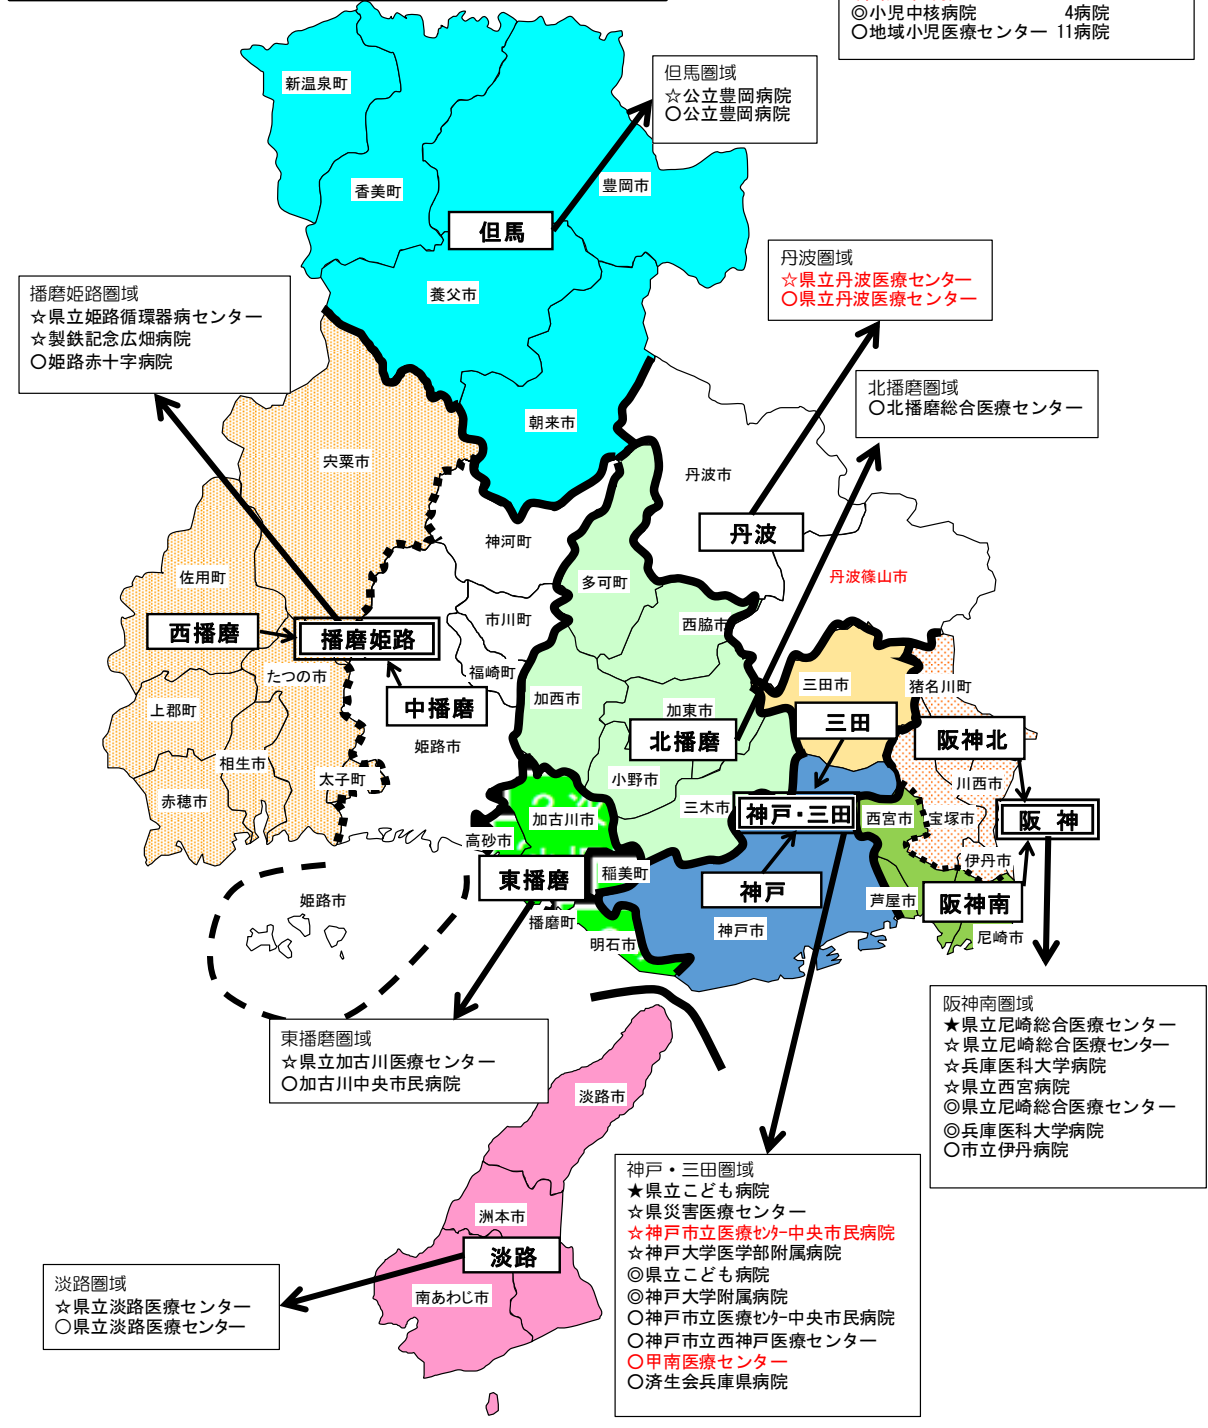 ◎小児中核病院 4病院
○地域小児医療センター 11病院
但馬圏域
☆公立豊岡病院
○公立豊岡病院
新温泉町
香美町
豊岡市
但馬
養父市
朝来市
丹波圏域
☆県立丹波医療センター
○県立丹波医療センター
播磨姫路圏域
☆県立姫路循環器病センター
☆製鉄記念広畑病院
○姫路赤十字病院
北播磨圏域
○北播磨総合医療センター
宍粟市
丹波市
丹波
神河町
佐用町
多可町
丹波篠山市
市川町
西脇市
西播磨
播磨姫路
福崎町
たつの市
三田市
猪名川町
加西市
上郡町
中播磨
加東市
三田
阪神北
姫路市
北播磨
相生市
太子町
小野市
川西市
赤穂市
三木市
神戸・三田
西宮市
宝塚市
阪 神
加古川市
高砂市
伊丹市
東播磨
稲美町
神戸
芦屋市
阪神南
姫路市
播磨町
神戸市
尼崎市
明石市
阪神南圏域
★県立尼崎総合医療センター
☆県立尼崎総合医療センター
☆兵庫医科大学病院
☆県立西宮病院
◎県立尼崎総合医療センター
◎兵庫医科大学病院
○市立伊丹病院
東播磨圏域
☆県立加古川医療センター
○加古川中央市民病院
淡路市
洲本市
淡路
南あわじ市
神戸・三田圏域
★県立こども病院
☆県災害医療センター
☆神戸市立医療ｾﾝﾀｰ中央市民病院
☆神戸大学医学部附属病院
◎県立こども病院
◎神戸大学附属病院
○神戸市立医療ｾﾝﾀｰ中央市民病院
○神戸市立西神戸医療センター
○甲南医療センター
○済生会兵庫県病院
淡路圏域
☆県立淡路医療センター
○県立淡路医療センター